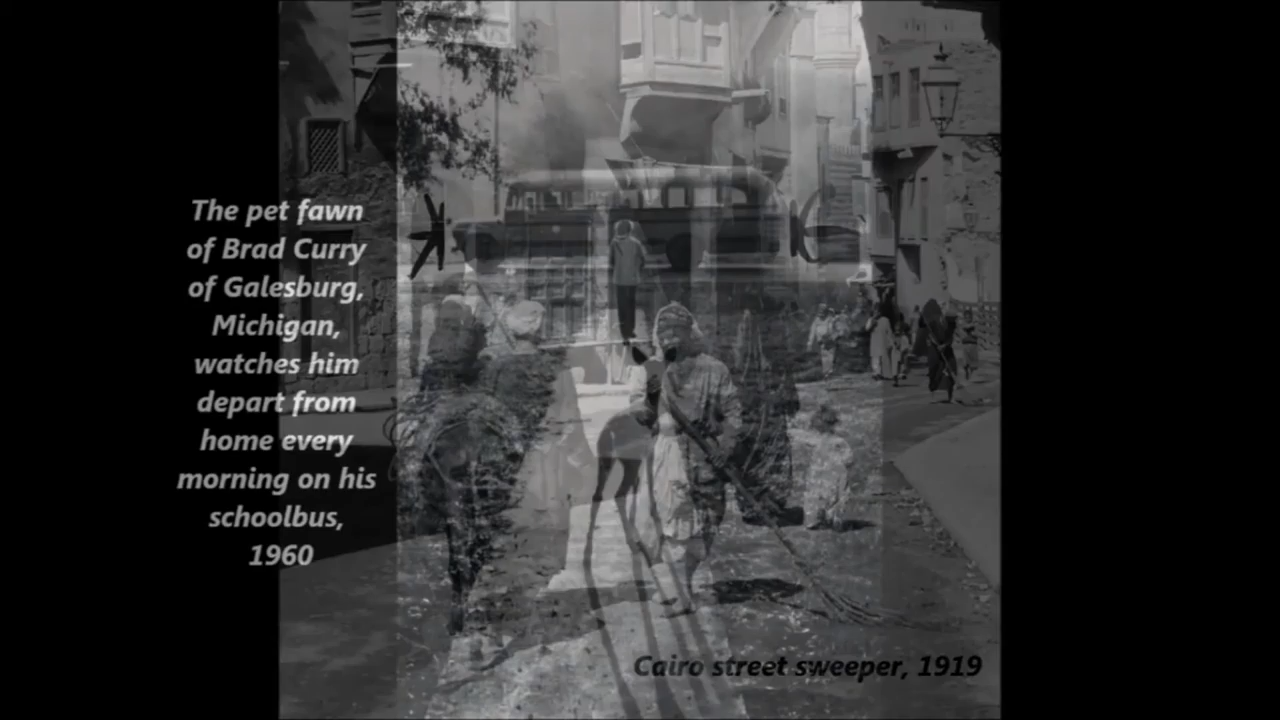 The pet fawn
of Brad Curry
of Galesburg,
Michigan,
watches him
depart from
home every
morning on his
schoolbus,
1960
Cairo street sweeper, 1919